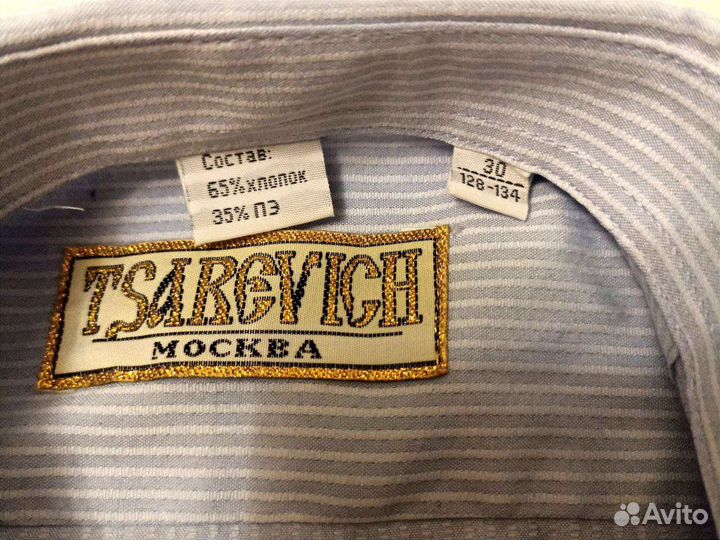 Состав:
65% хлопок
35% ПЭ
30
128-134
TSAREVICH
МОСКВА
Avito